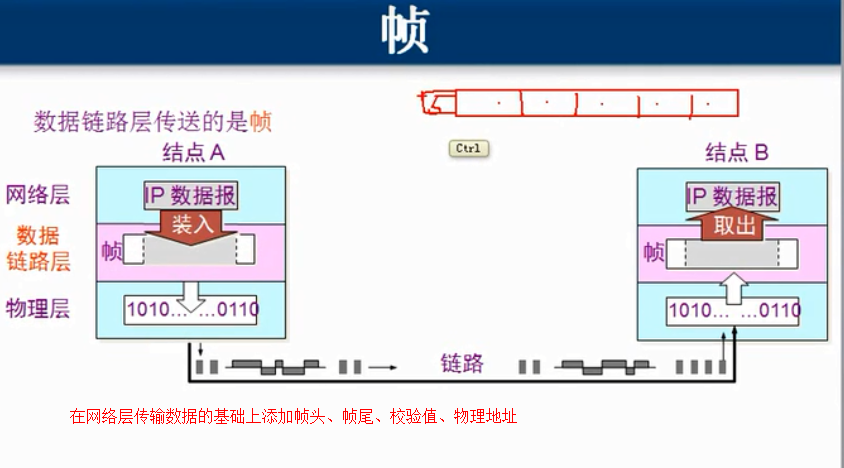 帧
数据链路层传送的是帧
Ctrl
结点 A
结点 B
网络层
IP 数据报
IP 数据报
装入
取出
数据
链路层
帧
帧
物理层
1010… …0110
1010… …0110
链路
在网络层传输数据的基础上添加帧头、帧尾、校验值、物理地址